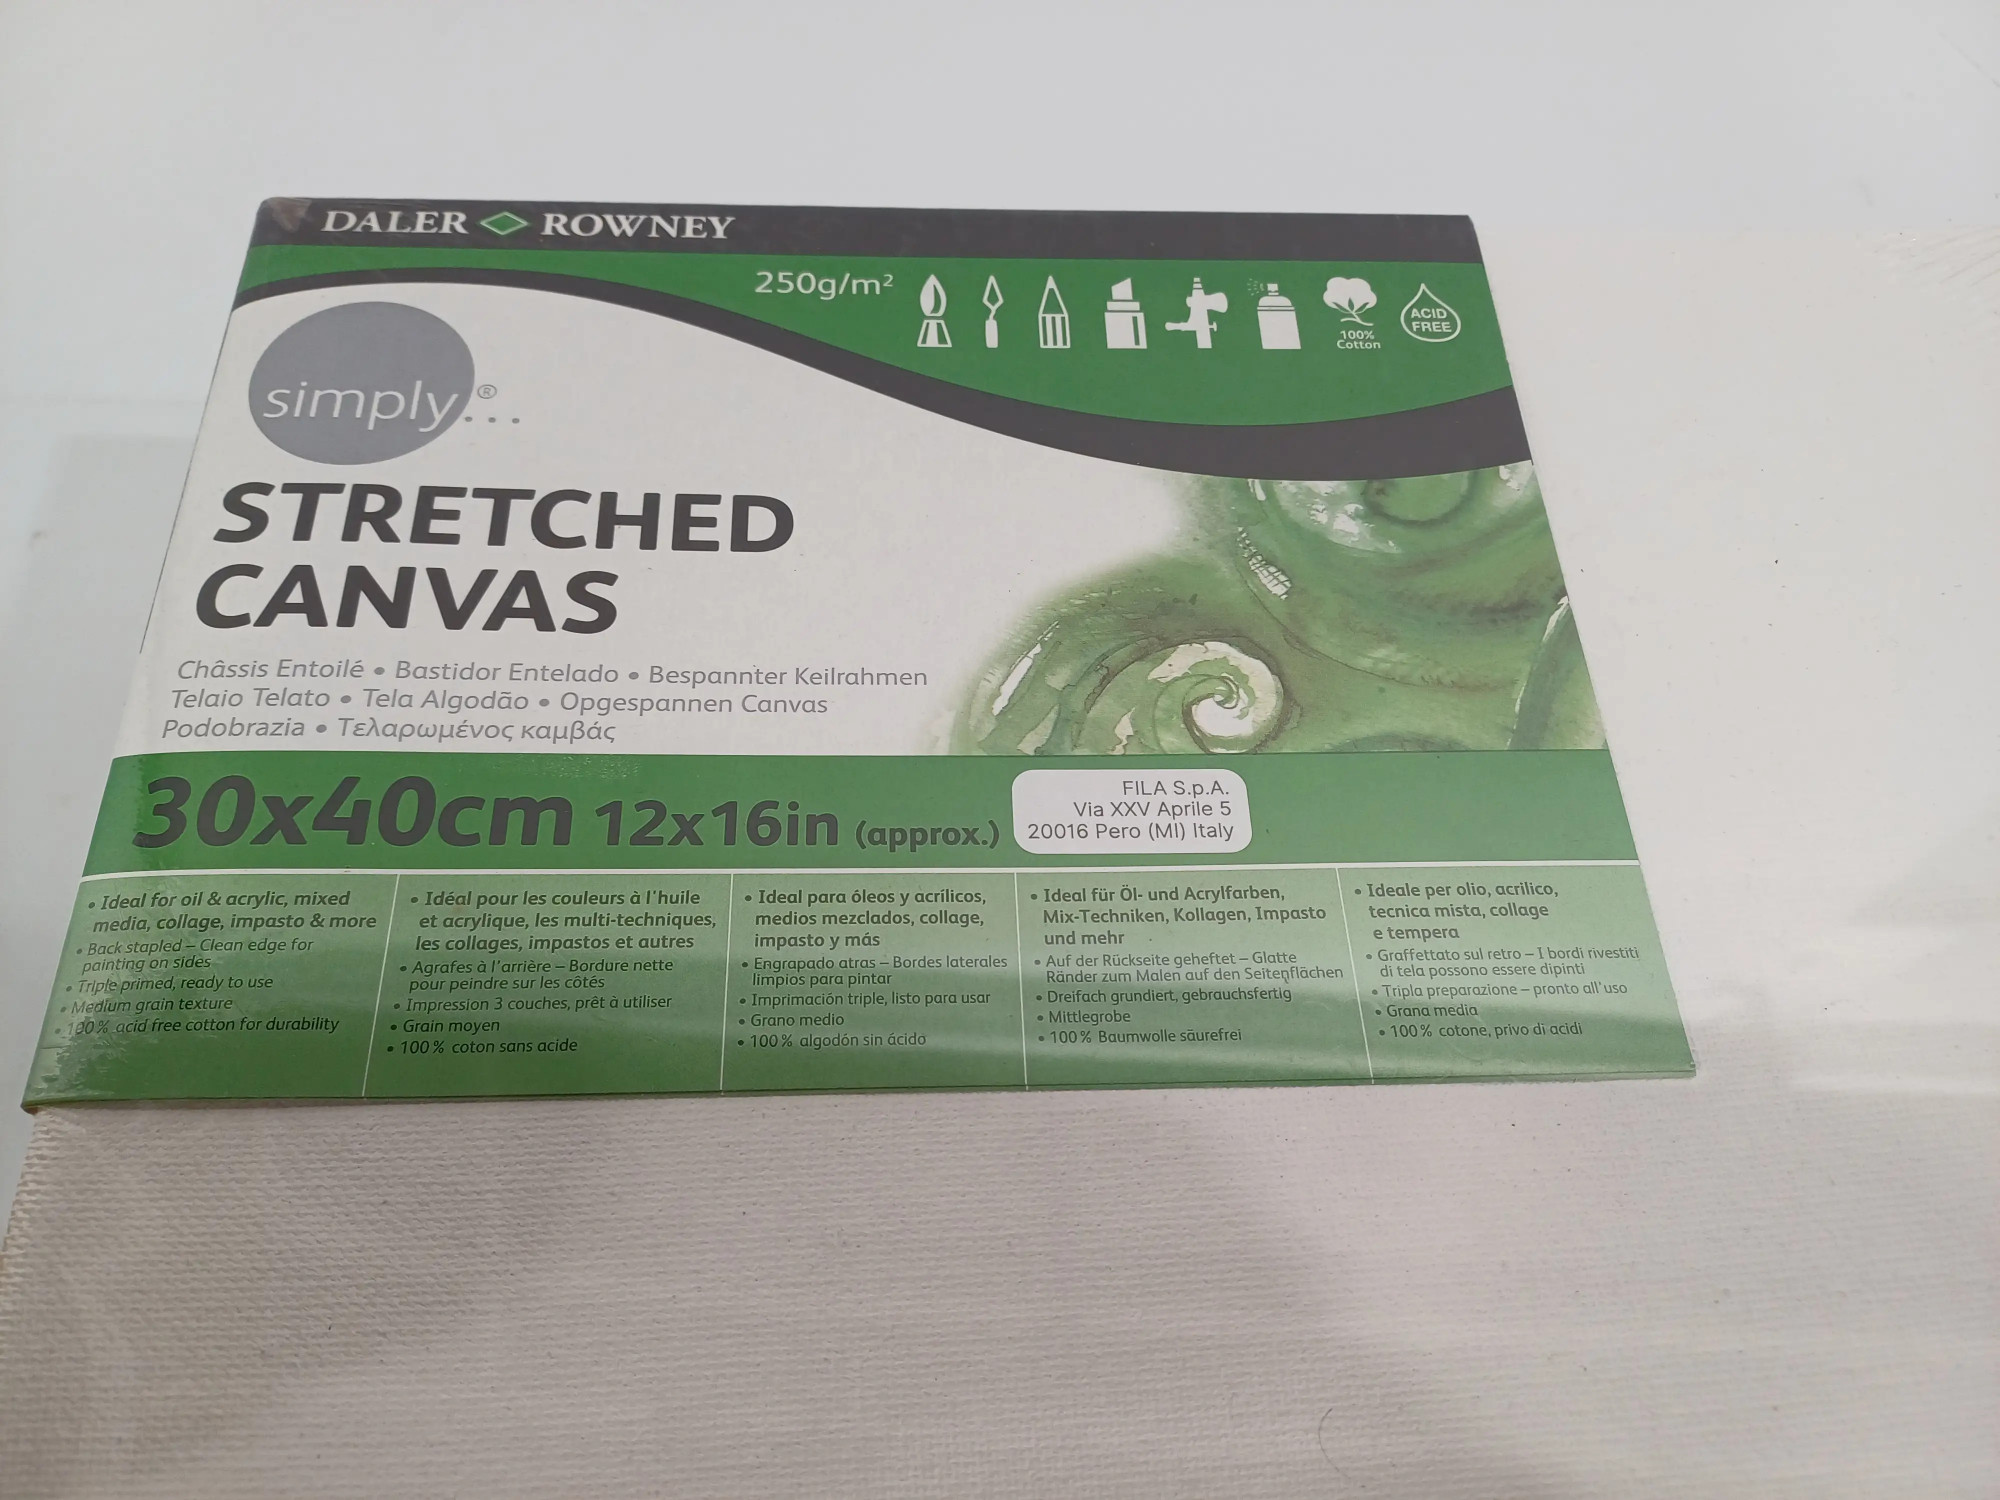 DALER ROWNEY
250g/m²
100%
Cotton
ACID
FREE
simply...®
STRETCHED
CANVAS
Châssis Entoilé • Bastidor Entelado • Bespannter Keilrahmen
Telaio Telato • Tela Algodão • Opgespannen Canvas
Podobrazia • Τελαρωμένος καμβάς
30x40cm 12x16in (approx.)
FILA S.p.A.
Via XXV Aprile 5
20016 Pero (MI) Italy
• Ideal for oil & acrylic, mixed
media, collage, impasto & more
• Back stapled – Clean edge for
painting on sides
• Triple primed, ready to use
• Medium grain texture
• 100% acid free cotton for durability
• Idéal pour les couleurs à l'huile
et acrylique, les multi-techniques,
les collages, impastos et autres
• Agrafes à l'arrière – Bordure nette
pour peindre sur les côtés
• Impression 3 couches, prêt à utiliser
• Grain moyen
• 100% coton sans acide
• Ideal para óleos y acrílicos,
medios mezclados, collage,
impasto y más
• Engrapado atras – Bordes laterales
limpios para pintar
• Imprimación triple, listo para usar
• Grano medio
• 100% algodón sin ácido
• Ideal für Öl- und Acrylfarben,
Mix-Techniken, Kollagen, Impasto
und mehr
• Auf der Rückseite geheftet – Glatte
Ränder zum Malen auf den Seitenflächen
• Dreifach grundiert, gebrauchsfertig
• Mittlegrobe
• 100% Baumwolle säurefrei
• Ideale per olio, acrilico,
tecnica mista, collage
e tempera
• Graffettato sul retro – I bordi rivestiti
di tela possono essere dipinti
• Tripla preparazione – pronto all'uso
• Grana media
• 100% cotone, privo di acidi